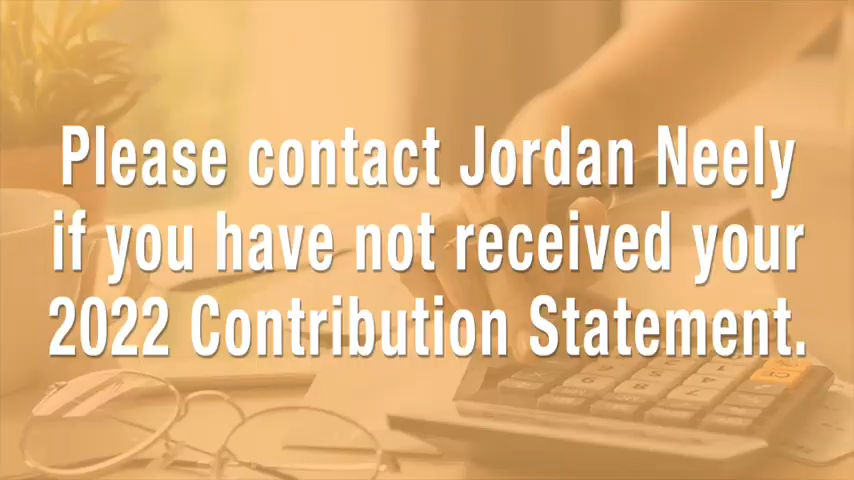 Please contact Jordan Neely
if you have not received your
2022 Contribution Statement.